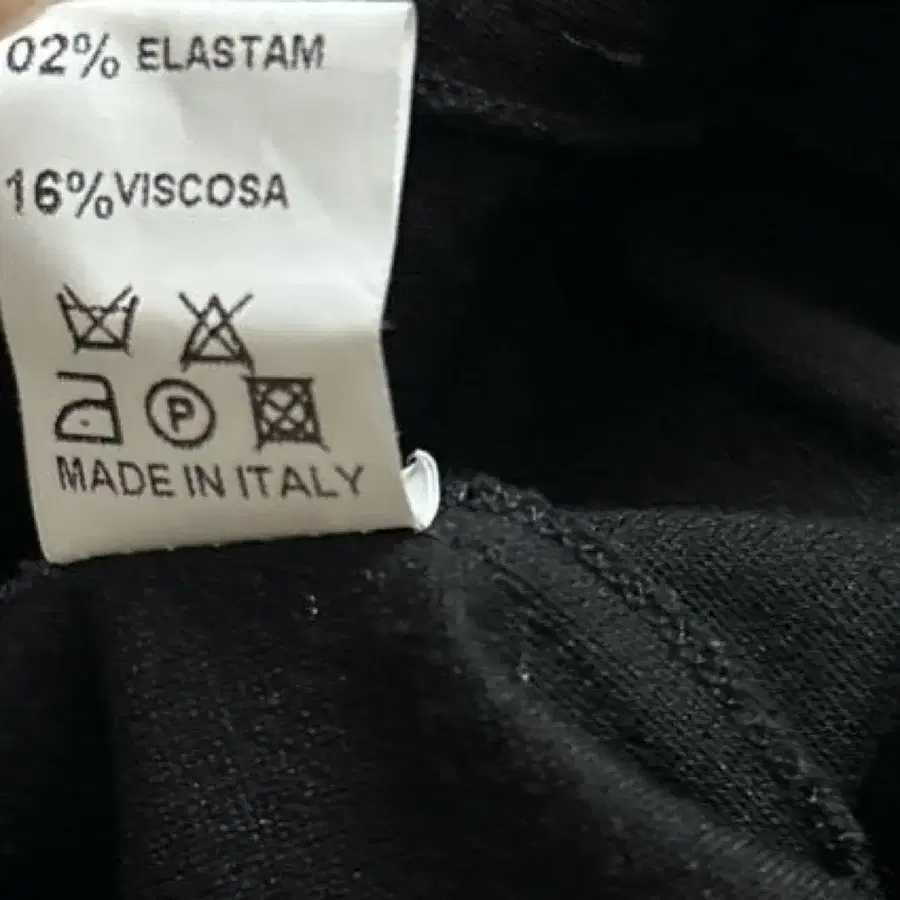 02% ELASTAM
16% VISCOSA
P
MADE IN ITALY